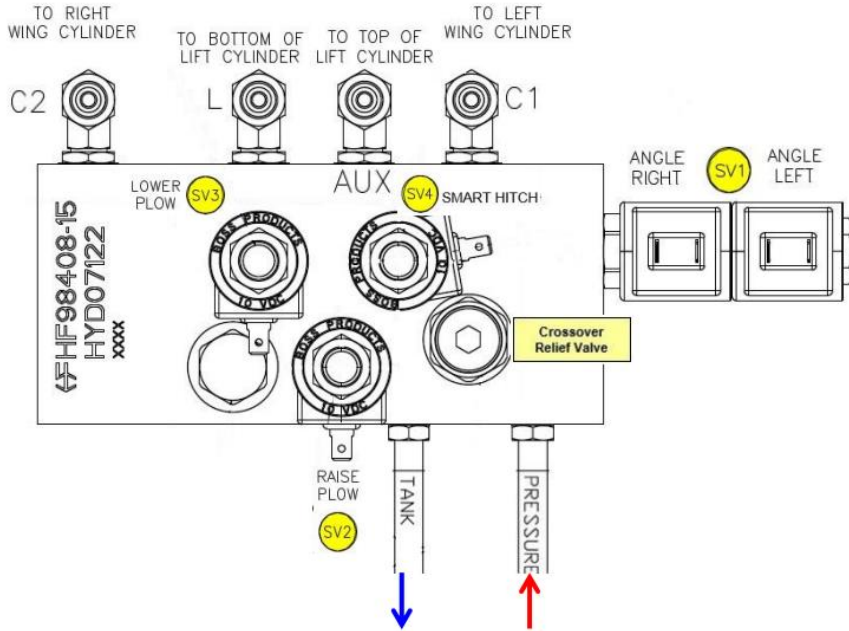 TO RIGHT
WING CYLINDER
TO BOTTOM OF
LIFT CYLINDER
TO TOP OF
LIFT CYLINDER
TO LEFT
WING CYLINDER
C2
L
C1
AUX
LOWER
PLOW
SV3
SV4
SMART HITCH
ANGLE
RIGHT
SV1
ANGLE
LEFT
HF98408-15
HYD07122
XXXX
BOSS PRODUCTS
10 VDC
BOSS PRODUCTS
10 VDC
BOSS PRODUCTS
10 VDC
Crossover
Relief Valve
RAISE
PLOW
SV2
TANK
PRESSURE